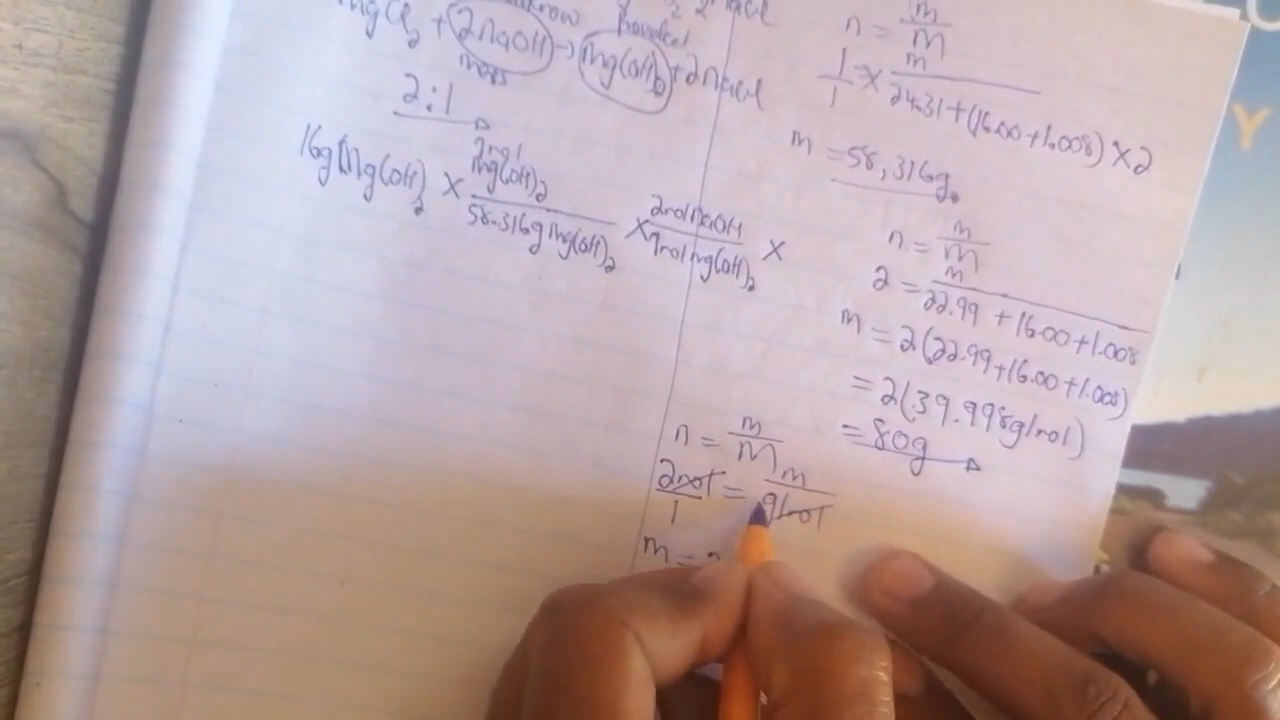 MgCl2 + 2NaOH → Mg(OH)2 + 2NaCl
2:1
16g Mg(OH)2 × Mg(OH)2 / 58.316g Mg(OH)2 × 2mol NaOH / 1mol Mg(OH)2 ×
n = m/M
1/1 × m / 24.31 + (16.00 + 1.008) × 2
m = 58,316g.
n = m/M
2 = m / 22.99 + 16.00 + 1.008
m = 2(22.99 + 16.00 + 1.008)
= 2(39.998g/mol)
= 80g
n = m/M
2mol/1 = m / g/mol
m =
Y